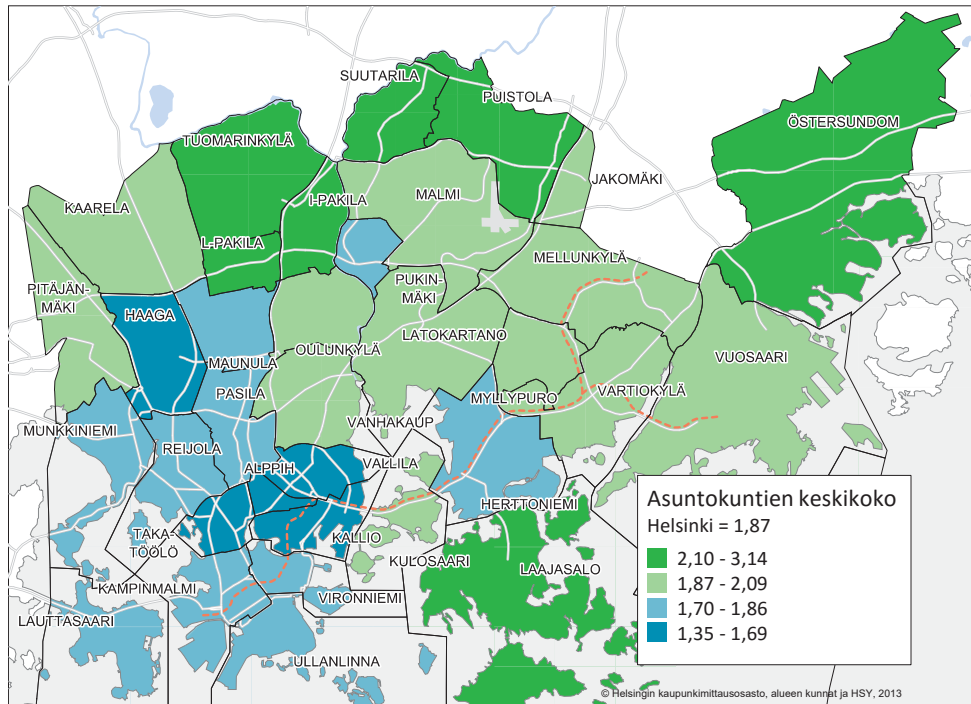 SUUTARILA
PUISTOLA
ÖSTERSUNDOM
TUOMARINKYLÄ
JAKOMÄKI
I-PAKILA
MALMI
KAARELA
L-PAKILA
MELLUNKYLÄ
PUKIN-
MÄKI
PITÄJÄN-
MÄKI
HAAGA
LATOKARTANO
OULUNKYLÄ
VUOSAARI
MAUNULA
PASILA
MYLLYPURO
VARTIOKYLÄ
VANHAKAUP
MUNKKINIEMI
REIJOLA
ALPPIH
VALLILA
HERTTONIEMI
TAKA-
TÖÖLÖ
KALLIO
KULOSAARI
LAAJASALO
KAMPINMALMI
VIRONNIEMI
LAUTTASAARI
ULLANLINNA
Asuntokuntien keskikoko
Helsinki = 1,87
2,10 - 3,14
1,87 - 2,09
1,70 - 1,86
1,35 - 1,69
© Helsingin kaupunkimittausosasto, alueen kunnat ja HSY, 2013